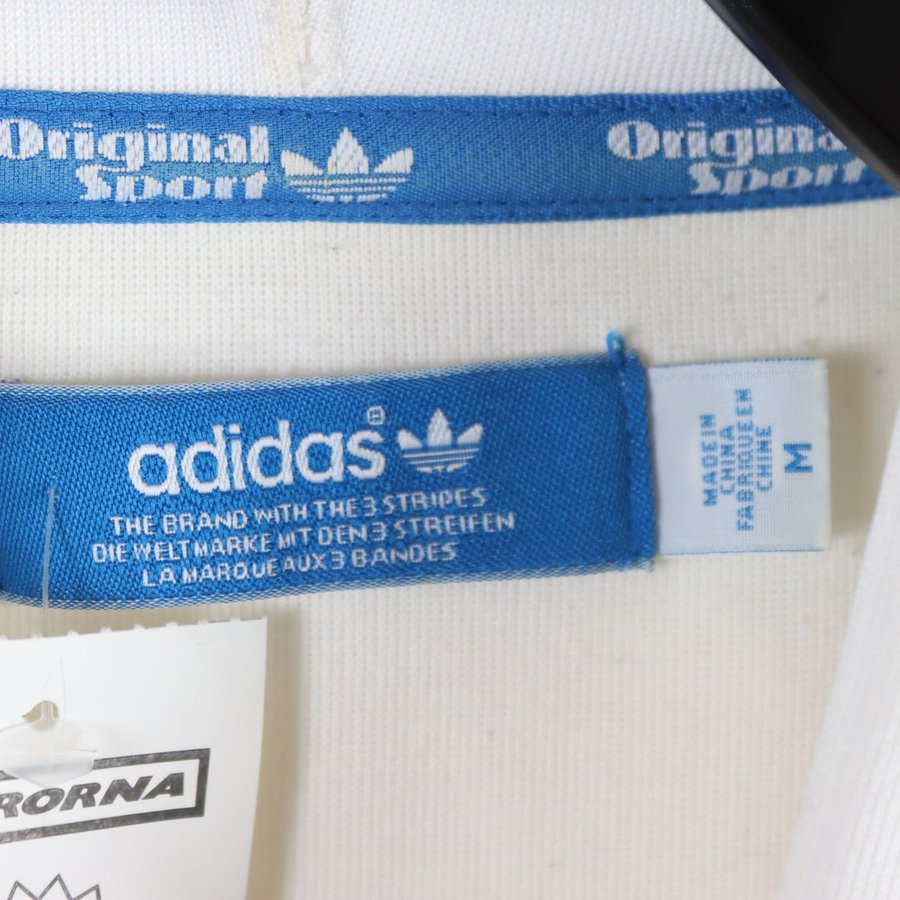 Original
Sport
Original
Sport
adidas
THE BRAND WITH THE 3 STRIPES
DIE WELTMARKE MIT DEN 3 STREIFEN
LA MARQUE AUX 3 BANDES
MADE IN
CHINA
FABRIQUE EN
CHINE
M
RORNA